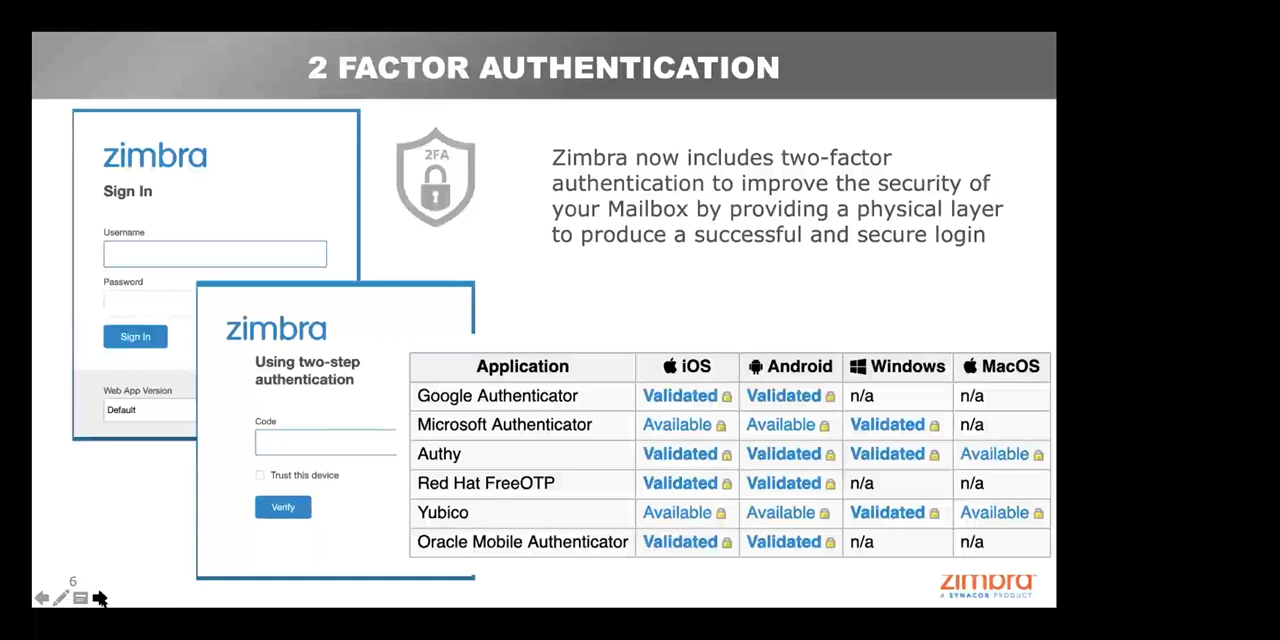 2 FACTOR AUTHENTICATION
zimbra
Sign In
Username
Password
Sign In
Web App Version
Default
2FA
Zimbra now includes two-factor
authentication to improve the security of
your Mailbox by providing a physical layer
to produce a successful and secure login
zimbra
Using two-step
authentication
Code
Trust this device
Verify
Application iOS Android Windows MacOS
Google Authenticator Validated Validated n/a n/a
Microsoft Authenticator Available Available Validated n/a
Authy Validated Validated Validated Available
Red Hat FreeOTP Validated Validated n/a n/a
Yubico Available Available Validated Available
Oracle Mobile Authenticator Validated Validated n/a n/a
6
zimbra
A SYNACOR PRODUCT